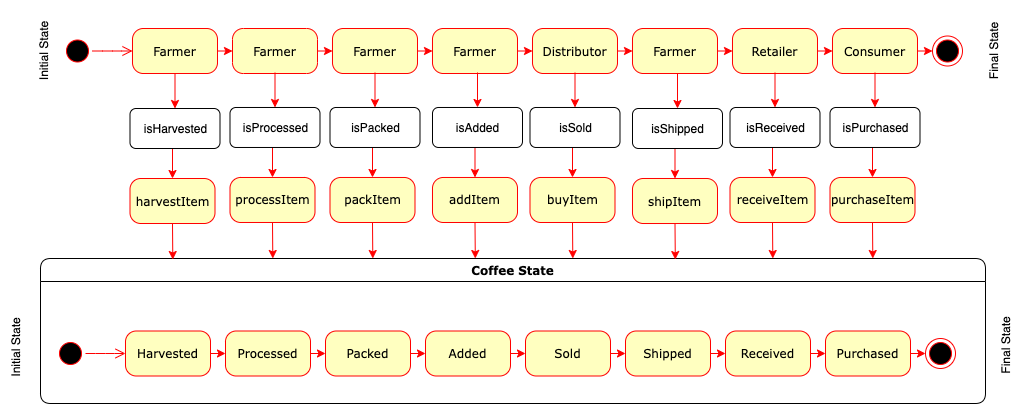 Initial State
Farmer
Farmer
Farmer
Farmer
Distributor
Farmer
Retailer
Consumer
Final State
isHarvested
isProcessed
isPacked
isAdded
isSold
isShipped
isReceived
isPurchased
harvestItem
processItem
packItem
addItem
buyItem
shipItem
receiveItem
purchaseItem
Coffee State
Initial State
Harvested
Processed
Packed
Added
Sold
Shipped
Received
Purchased
Final State